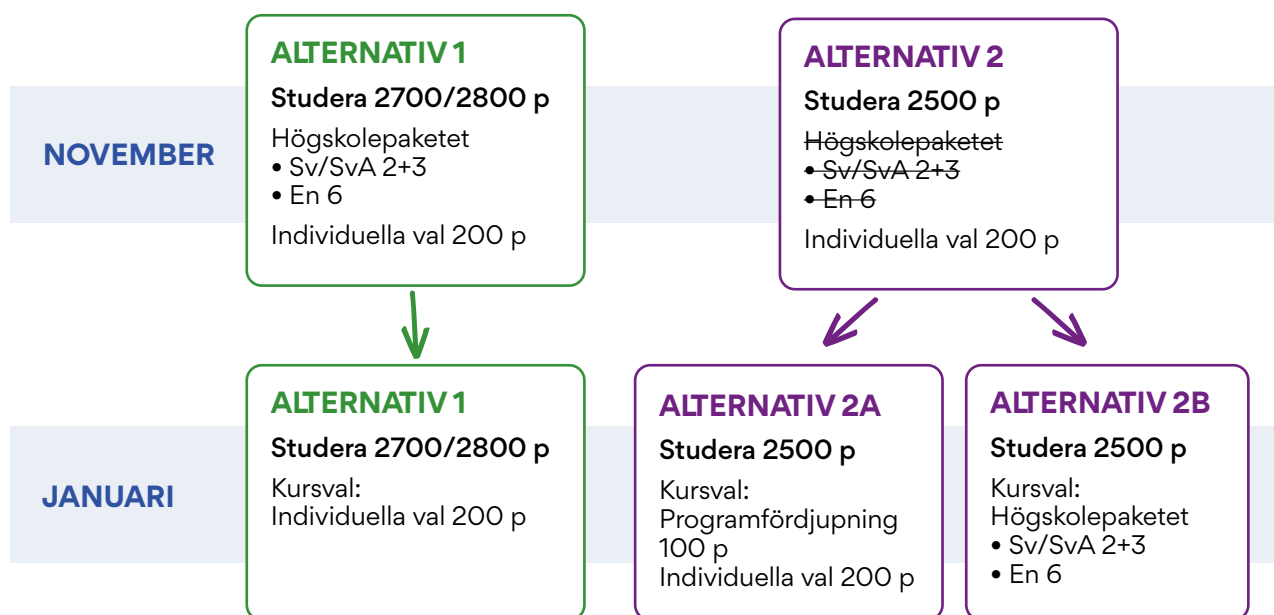 NOVEMBER
ALTERNATIV 1
Studera 2700/2800 p
Högskolepaketet
• Sv/SvA 2+3
• En 6
Individuella val 200 p
ALTERNATIV 2
Studera 2500 p
Högskolepaketet
• Sv/SvA 2+3
• En 6
Individuella val 200 p
JANUARI
ALTERNATIV 1
Studera 2700/2800 p
Kursval:
Individuella val 200 p
ALTERNATIV 2A
Studera 2500 p
Kursval:
Programfördjupning
100 p
Individuella val 200 p
ALTERNATIV 2B
Studera 2500 p
Kursval:
Högskolepaketet
• Sv/SvA 2+3
• En 6